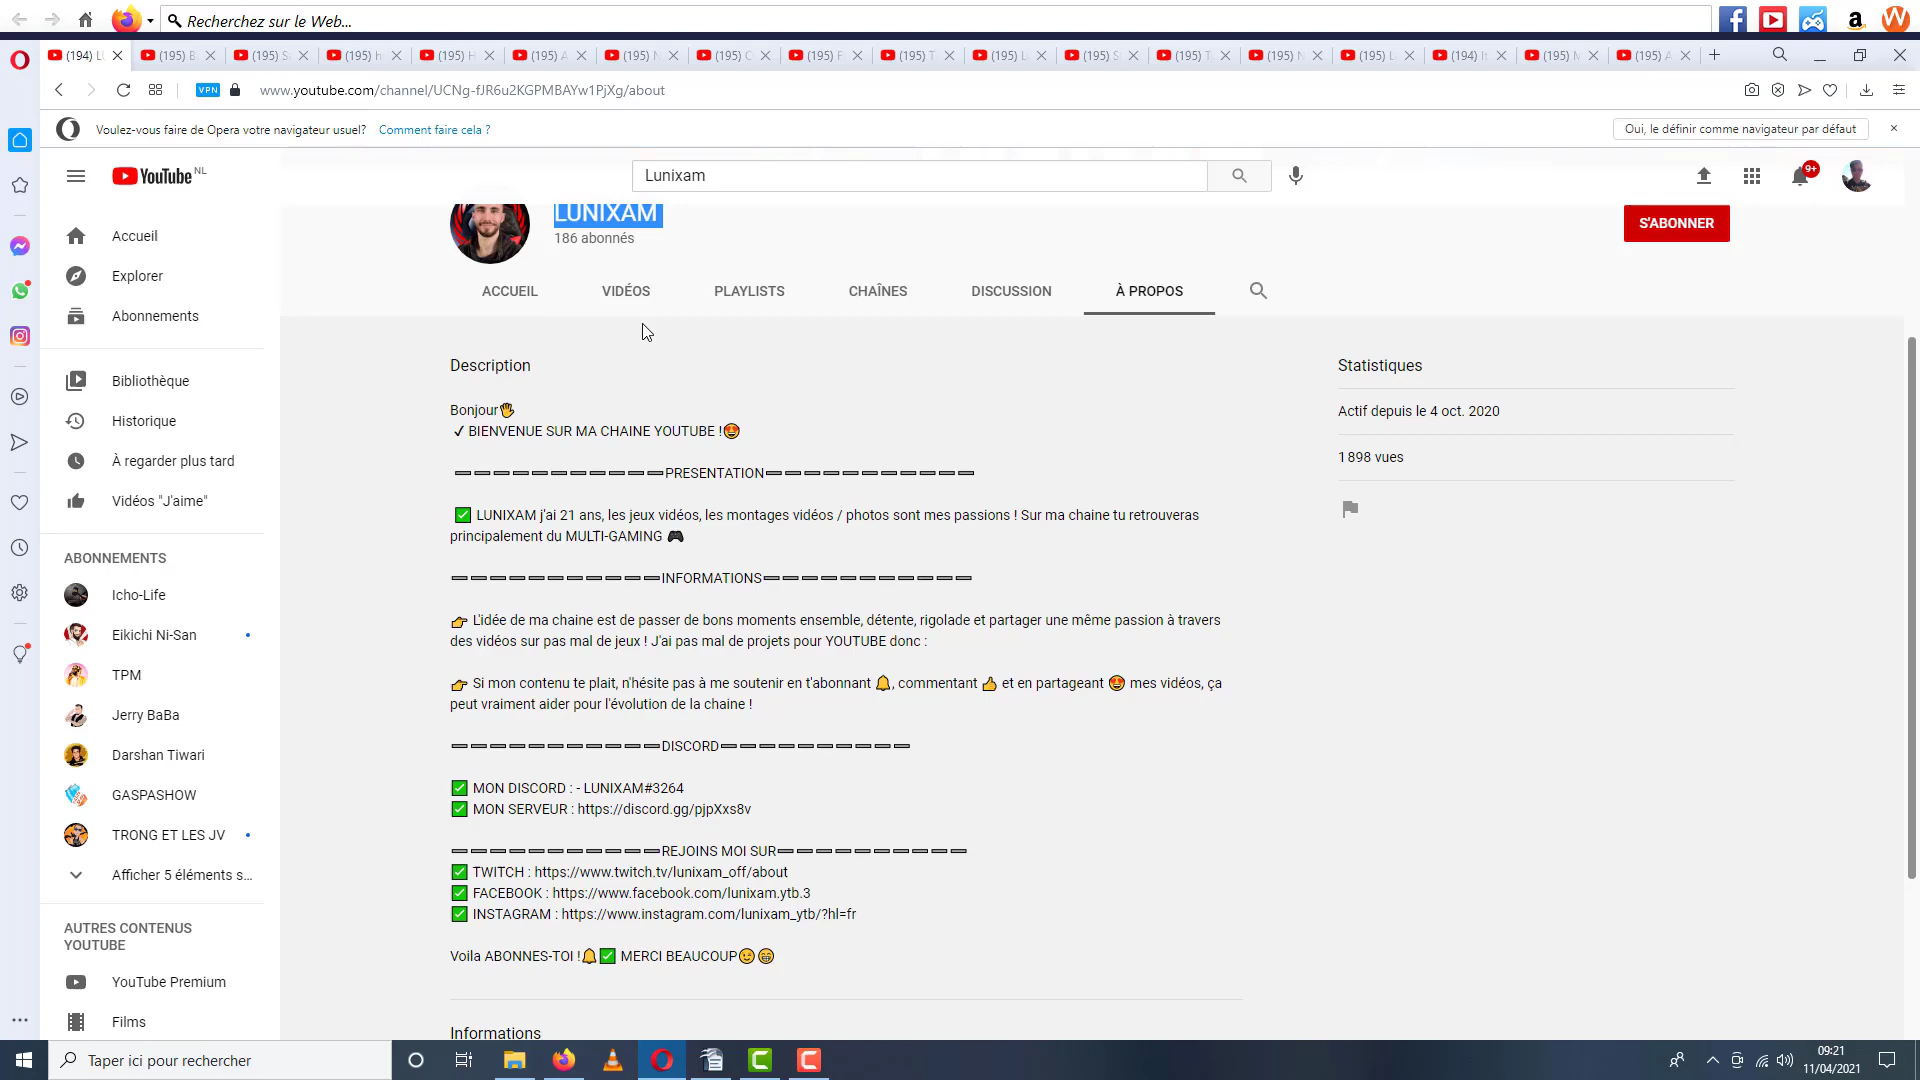 Recherchez sur le Web...
(194) L
(195) B
(195) S
(195) h
(195) H
(195) A
(195) M
(195) C
(195) F
(195) T
(195) L
(195) S
(195) T
(195) N
(195) L
(194) It
(195) M
(195) A
VPN
www.youtube.com/channel/UCNg-fJR6u2KGPMBAYw1PjXg/about
Voulez-vous faire de Opera votre navigateur usuel? Comment faire cela ?
Oui, le définir comme navigateur par défaut
YouTube NL
Lunixam
9+
Accueil
Explorer
Abonnements
Bibliothèque
Historique
À regarder plus tard
Vidéos "J'aime"
ABONNEMENTS
Icho-Life
Eikichi Ni-San
TPM
Jerry BaBa
Darshan Tiwari
GASPASHOW
TRONG ET LES JV
Afficher 5 éléments s...
AUTRES CONTENUS
YOUTUBE
YouTube Premium
Films
LUNIXAM
186 abonnés
S'ABONNER
ACCUEIL VIDÉOS PLAYLISTS CHAÎNES DISCUSSION À PROPOS
Description
Bonjour🖐
✓ BIENVENUE SUR MA CHAINE YOUTUBE !😍
➖➖➖➖➖➖➖➖➖➖➖PRESENTATION➖➖➖➖➖➖➖➖➖➖➖
✅ LUNIXAM j'ai 21 ans, les jeux vidéos, les montages vidéos / photos sont mes passions ! Sur ma chaine tu retrouveras
principalement du MULTI-GAMING 🎮
➖➖➖➖➖➖➖➖➖➖➖INFORMATIONS➖➖➖➖➖➖➖➖➖➖➖
👉 L'idée de ma chaine est de passer de bons moments ensemble, détente, rigolade et partager une même passion à travers
des vidéos sur pas mal de jeux ! J'ai pas mal de projets pour YOUTUBE donc :
👉 Si mon contenu te plait, n'hésite pas à me soutenir en t'abonnant 🔔, commentant 👍 et en partageant 😍 mes vidéos, ça
peut vraiment aider pour l'évolution de la chaine !
➖➖➖➖➖➖➖➖➖➖➖DISCORD➖➖➖➖➖➖➖➖➖➖
✅ MON DISCORD : - LUNIXAM#3264
✅ MON SERVEUR : https://discord.gg/pjpXxs8v
➖➖➖➖➖➖➖➖➖➖➖REJOINS MOI SUR➖➖➖➖➖➖➖➖➖➖
✅ TWITCH : https://www.twitch.tv/lunixam_off/about
✅ FACEBOOK : https://www.facebook.com/lunixam.ytb.3
✅ INSTAGRAM : https://www.instagram.com/lunixam_ytb/?hl=fr
Voila ABONNES-TOI !🔔✅ MERCI BEAUCOUP😉😁
Informations
Statistiques
Actif depuis le 4 oct. 2020
1 898 vues
Taper ici pour rechercher
09:21
11/04/2021